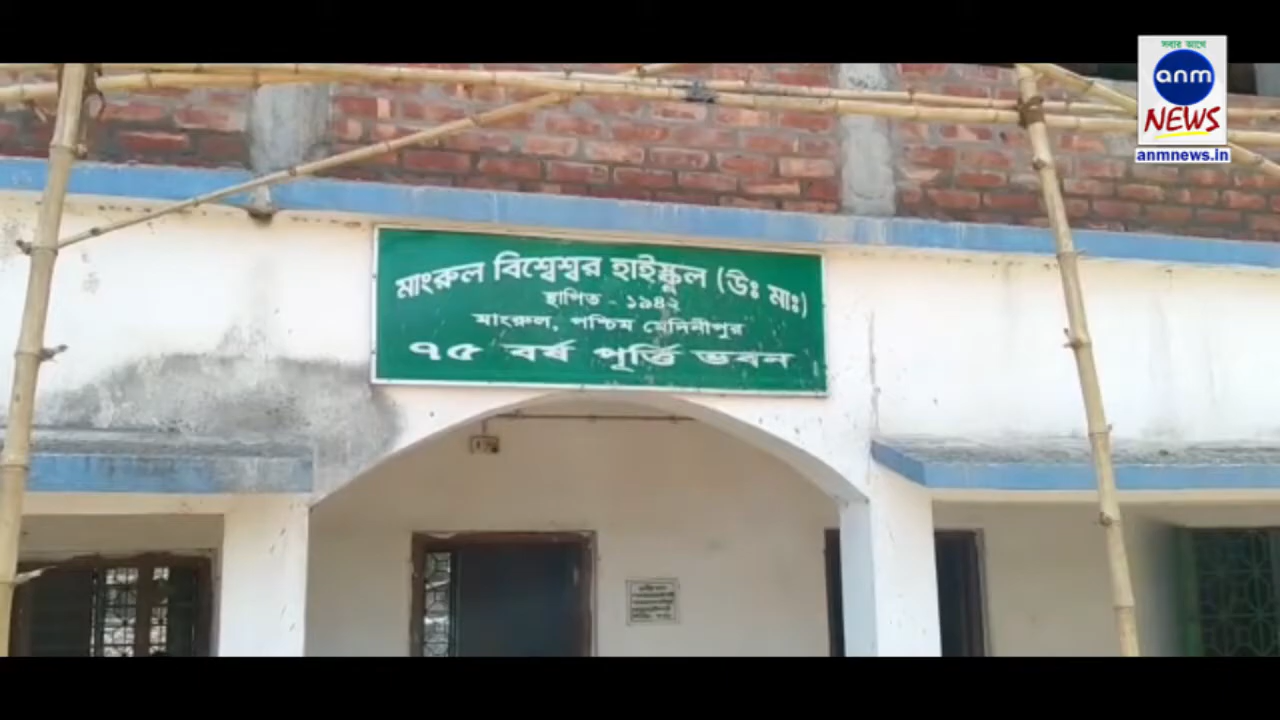 সবার আগে
anm
NEWS
anmnews.in
মাংরুল বিশ্বেশ্বর হাইস্কুল (উঃ মাঃ)
স্থাপিত - ১৯৪২
মাংরুল, পশ্চিম মেদিনীপুর
৭৫ বর্ষ পূর্ত্তি ভবন